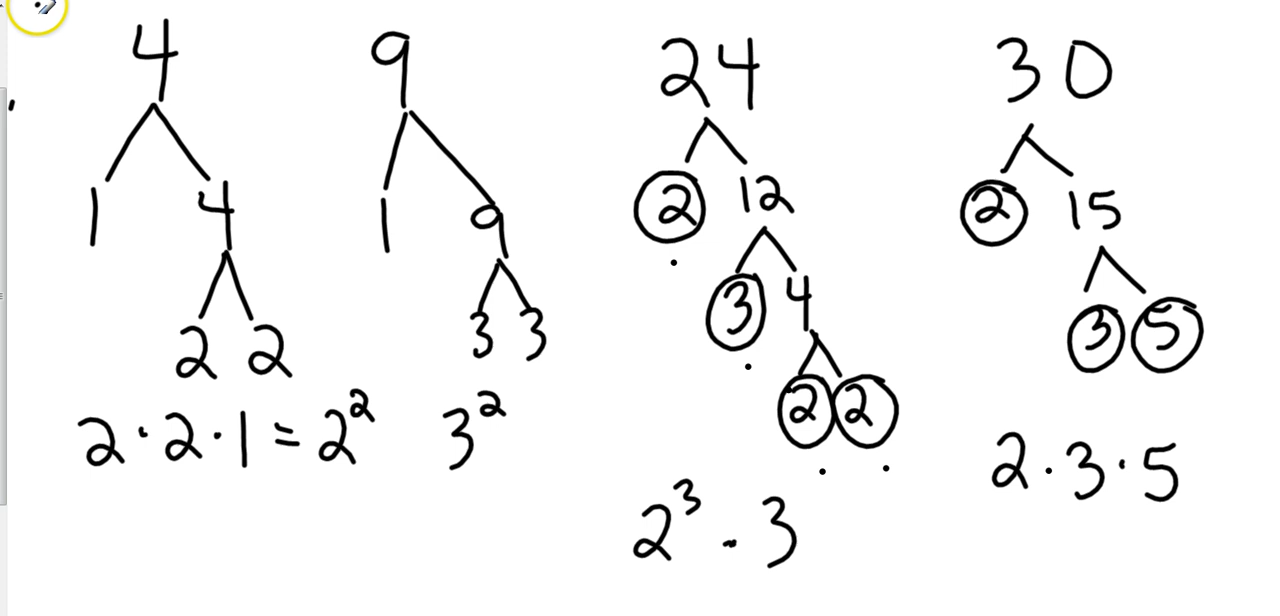 4 9 24 30
1 4 1 9 2 12 2 15
2 2 3 3 3 4 3 5
2 2
2 · 2 · 1 = 2² 3² 2 · 3 · 5
2³ · 3